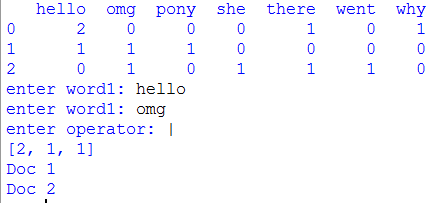 hello omg pony she there went why
0 2 0 0 0 1 0 1
1 1 1 1 0 0 0 0
2 0 1 0 1 1 1 0
enter word1: hello
enter word1: omg
enter operator: |
[2, 1, 1]
Doc 1
Doc 2